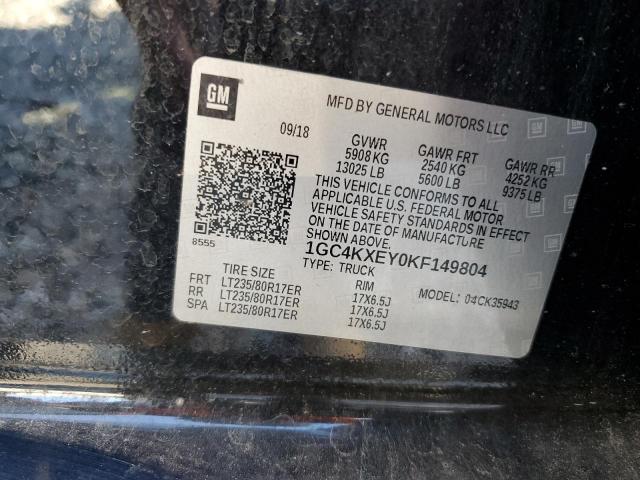 GM
MFD BY GENERAL MOTORS LLC
09/18
GVWR GAWR FRT GAWR RR
5908 KG 2540 KG 4252 KG
13025 LB 5600 LB 9375 LB
THIS VEHICLE CONFORMS TO ALL
APPLICABLE U.S. FEDERAL MOTOR
VEHICLE SAFETY STANDARDS IN EFFECT
ON THE DATE OF MANUFACTURE
SHOWN ABOVE.
8555
1GC4KXEY0KF149804
TYPE: TRUCK
MODEL: 04CK35943
TIRE SIZE RIM
FRT LT235/80R17ER 17X6.5J
RR LT235/80R17ER 17X6.5J
SPA LT235/80R17ER 17X6.5J